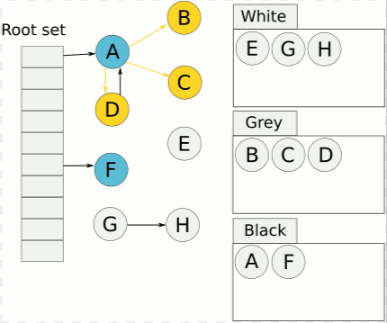 Root set
A
B
C
D
E
F
G H
White
E G H
Grey
B C D
Black
A F